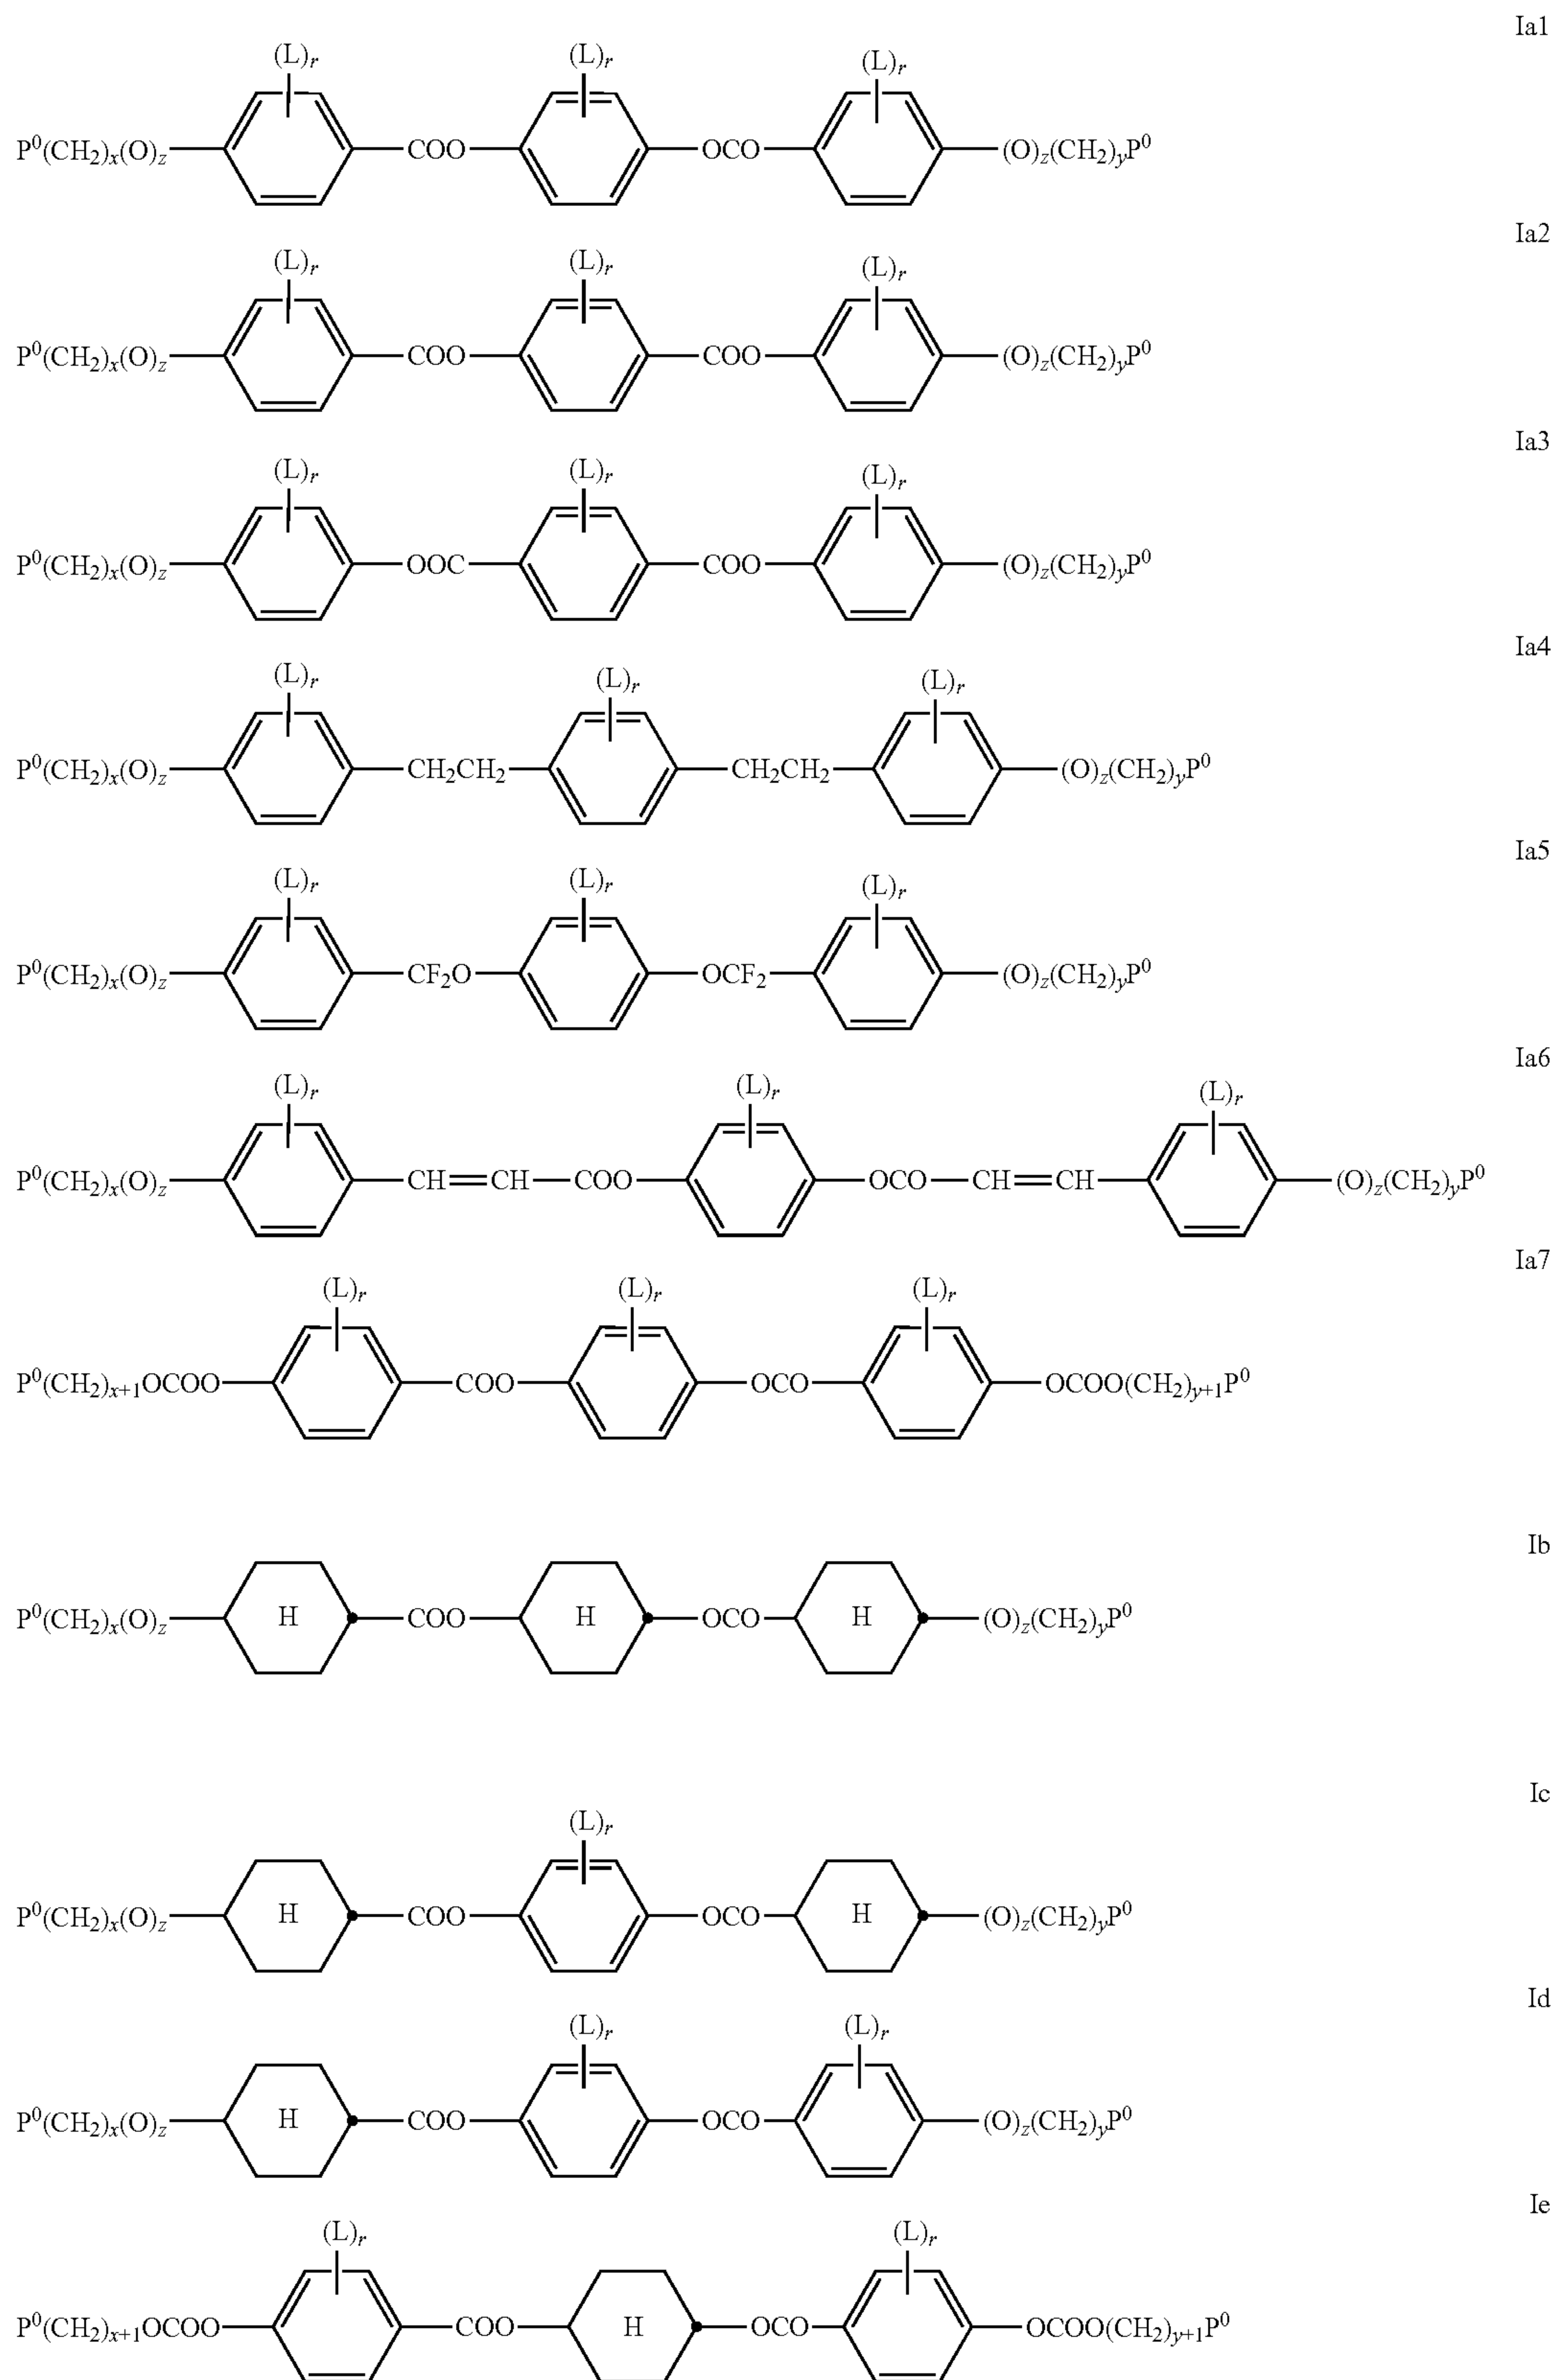 Ia1
(L)r (L)r (L)r
P⁰(CH₂)ₓ(O)z COO OCO (O)z(CH₂)yP⁰
Ia2
(L)r (L)r (L)r
P⁰(CH₂)ₓ(O)z COO COO (O)z(CH₂)yP⁰
Ia3
(L)r (L)r (L)r
P⁰(CH₂)ₓ(O)z OOC COO (O)z(CH₂)yP⁰
Ia4
(L)r (L)r (L)r
P⁰(CH₂)ₓ(O)z CH₂CH₂ CH₂CH₂ (O)z(CH₂)yP⁰
Ia5
(L)r (L)r (L)r
P⁰(CH₂)ₓ(O)z CF₂O OCF₂ (O)z(CH₂)yP⁰
Ia6
(L)r (L)r (L)r
P⁰(CH₂)ₓ(O)z CH CH COO OCO CH CH (O)z(CH₂)yP⁰
Ia7
(L)r (L)r (L)r
P⁰(CH₂)ₓ₊₁OCOO COO OCO OCOO(CH₂)y+1P⁰
Ib
P⁰(CH₂)ₓ(O)z H COO H OCO H (O)z(CH₂)yP⁰
Ic
(L)r
P⁰(CH₂)ₓ(O)z H COO OCO H (O)z(CH₂)yP⁰
Id
(L)r (L)r
P⁰(CH₂)ₓ(O)z H COO OCO (O)z(CH₂)yP⁰
Ie
(L)r (L)r
P⁰(CH₂)ₓ₊₁OCOO COO H OCO OCOO(CH₂)y+1P⁰